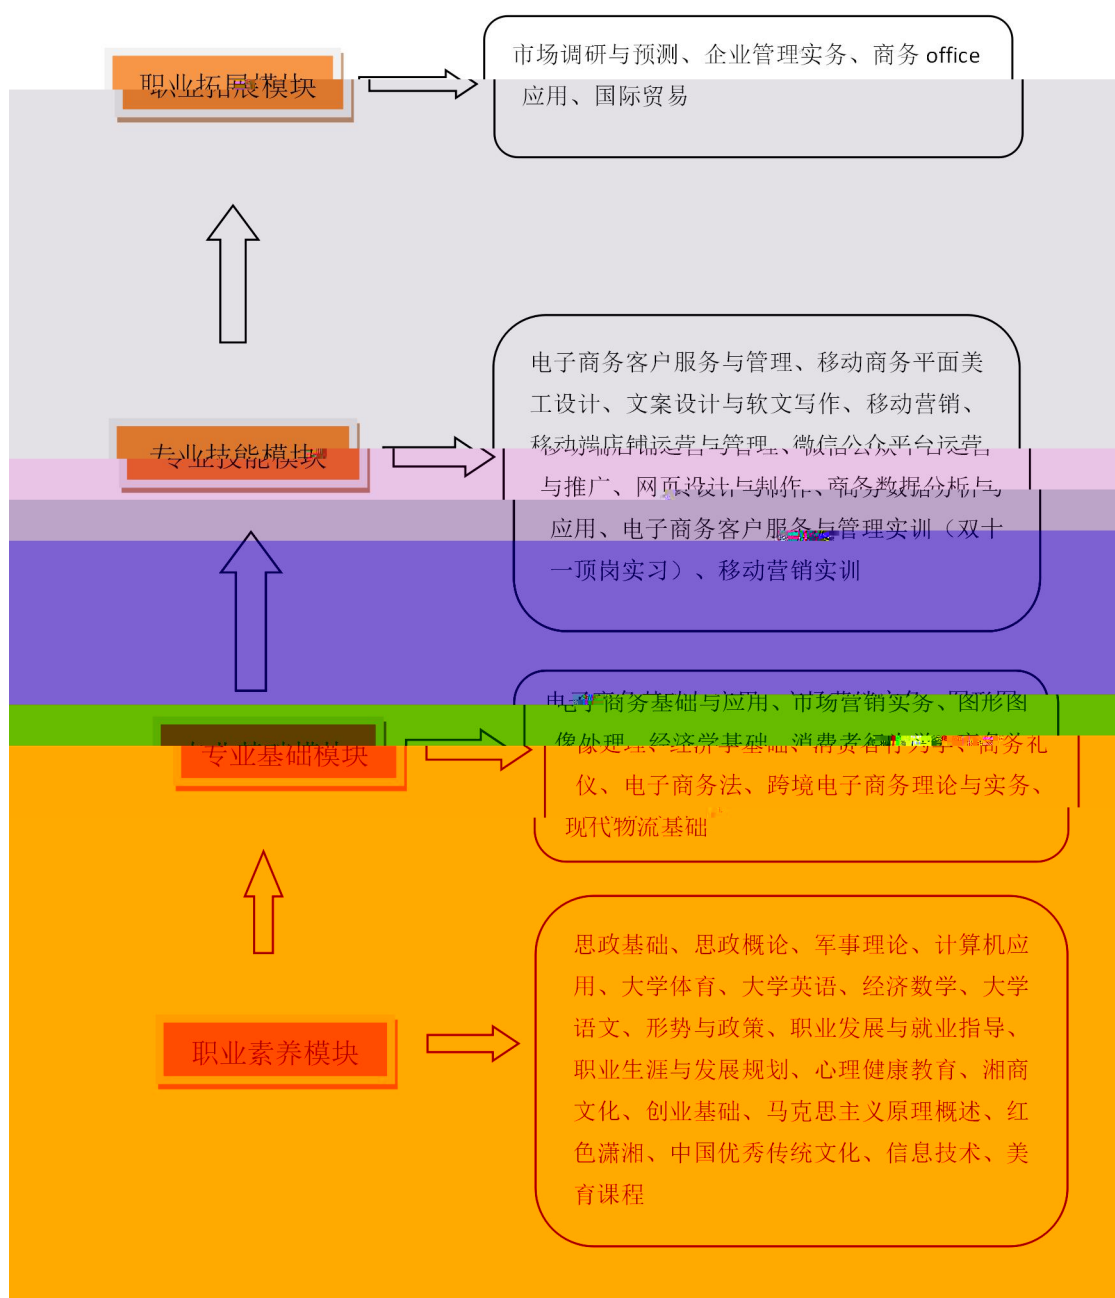 市场调研与预测、企业管理实务、商务 office
职业拓展模块
应用、国际贸易
电子商务客户服务与管理、移动商务平面美
工设计、文案设计与软文写作、移动营销、
移动端店铺运营与管理、微信公众平台运营
专业技能模块
与推广、网页设计与制作、商务数据分析与
应用、电子商务客户服务与管理实训（双十
一顶岗实习）、移动营销实训
电子商务基础与应用、市场营销实务、图形图
像处理、经济学基础、消费者行为学、商务礼
专业基础模块
仪、电子商务法、跨境电子商务理论与实务、
现代物流基础
思政基础、思政概论、军事理论、计算机应
用、大学体育、大学英语、经济数学、大学
语文、形势与政策、职业发展与就业指导、
职业素养模块
职业生涯与发展规划、心理健康教育、湘商
文化、创业基础、马克思主义原理概述、红
色潇湘、中国优秀传统文化、信息技术、美
育课程